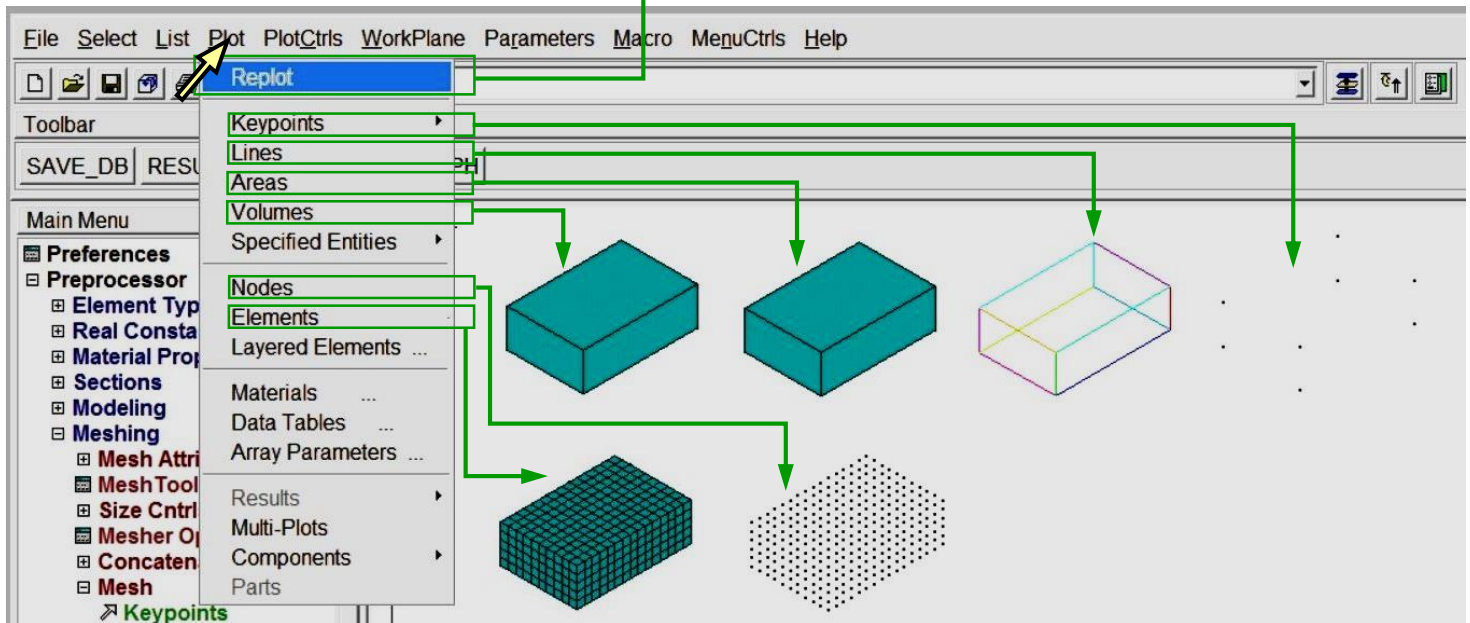 File Select List Plot PlotCtrls WorkPlane Parameters Macro MenuCtrls Help
Replot
Toolbar
Keypoints
SAVE_DB
Lines
Areas
Main Menu
Volumes
Preferences
Specified Entities
Preprocessor
Nodes
Element Typ
Elements
Real Consta
Layered Elements ...
Material Prop
Sections
Materials ...
Modeling
Data Tables ...
Meshing
Array Parameters ...
Mesh Attri
MeshTool
Results
Size Cntrl
Multi-Plots
Mesher Op
Components
Concaten
Mesh
Parts
Keypoints